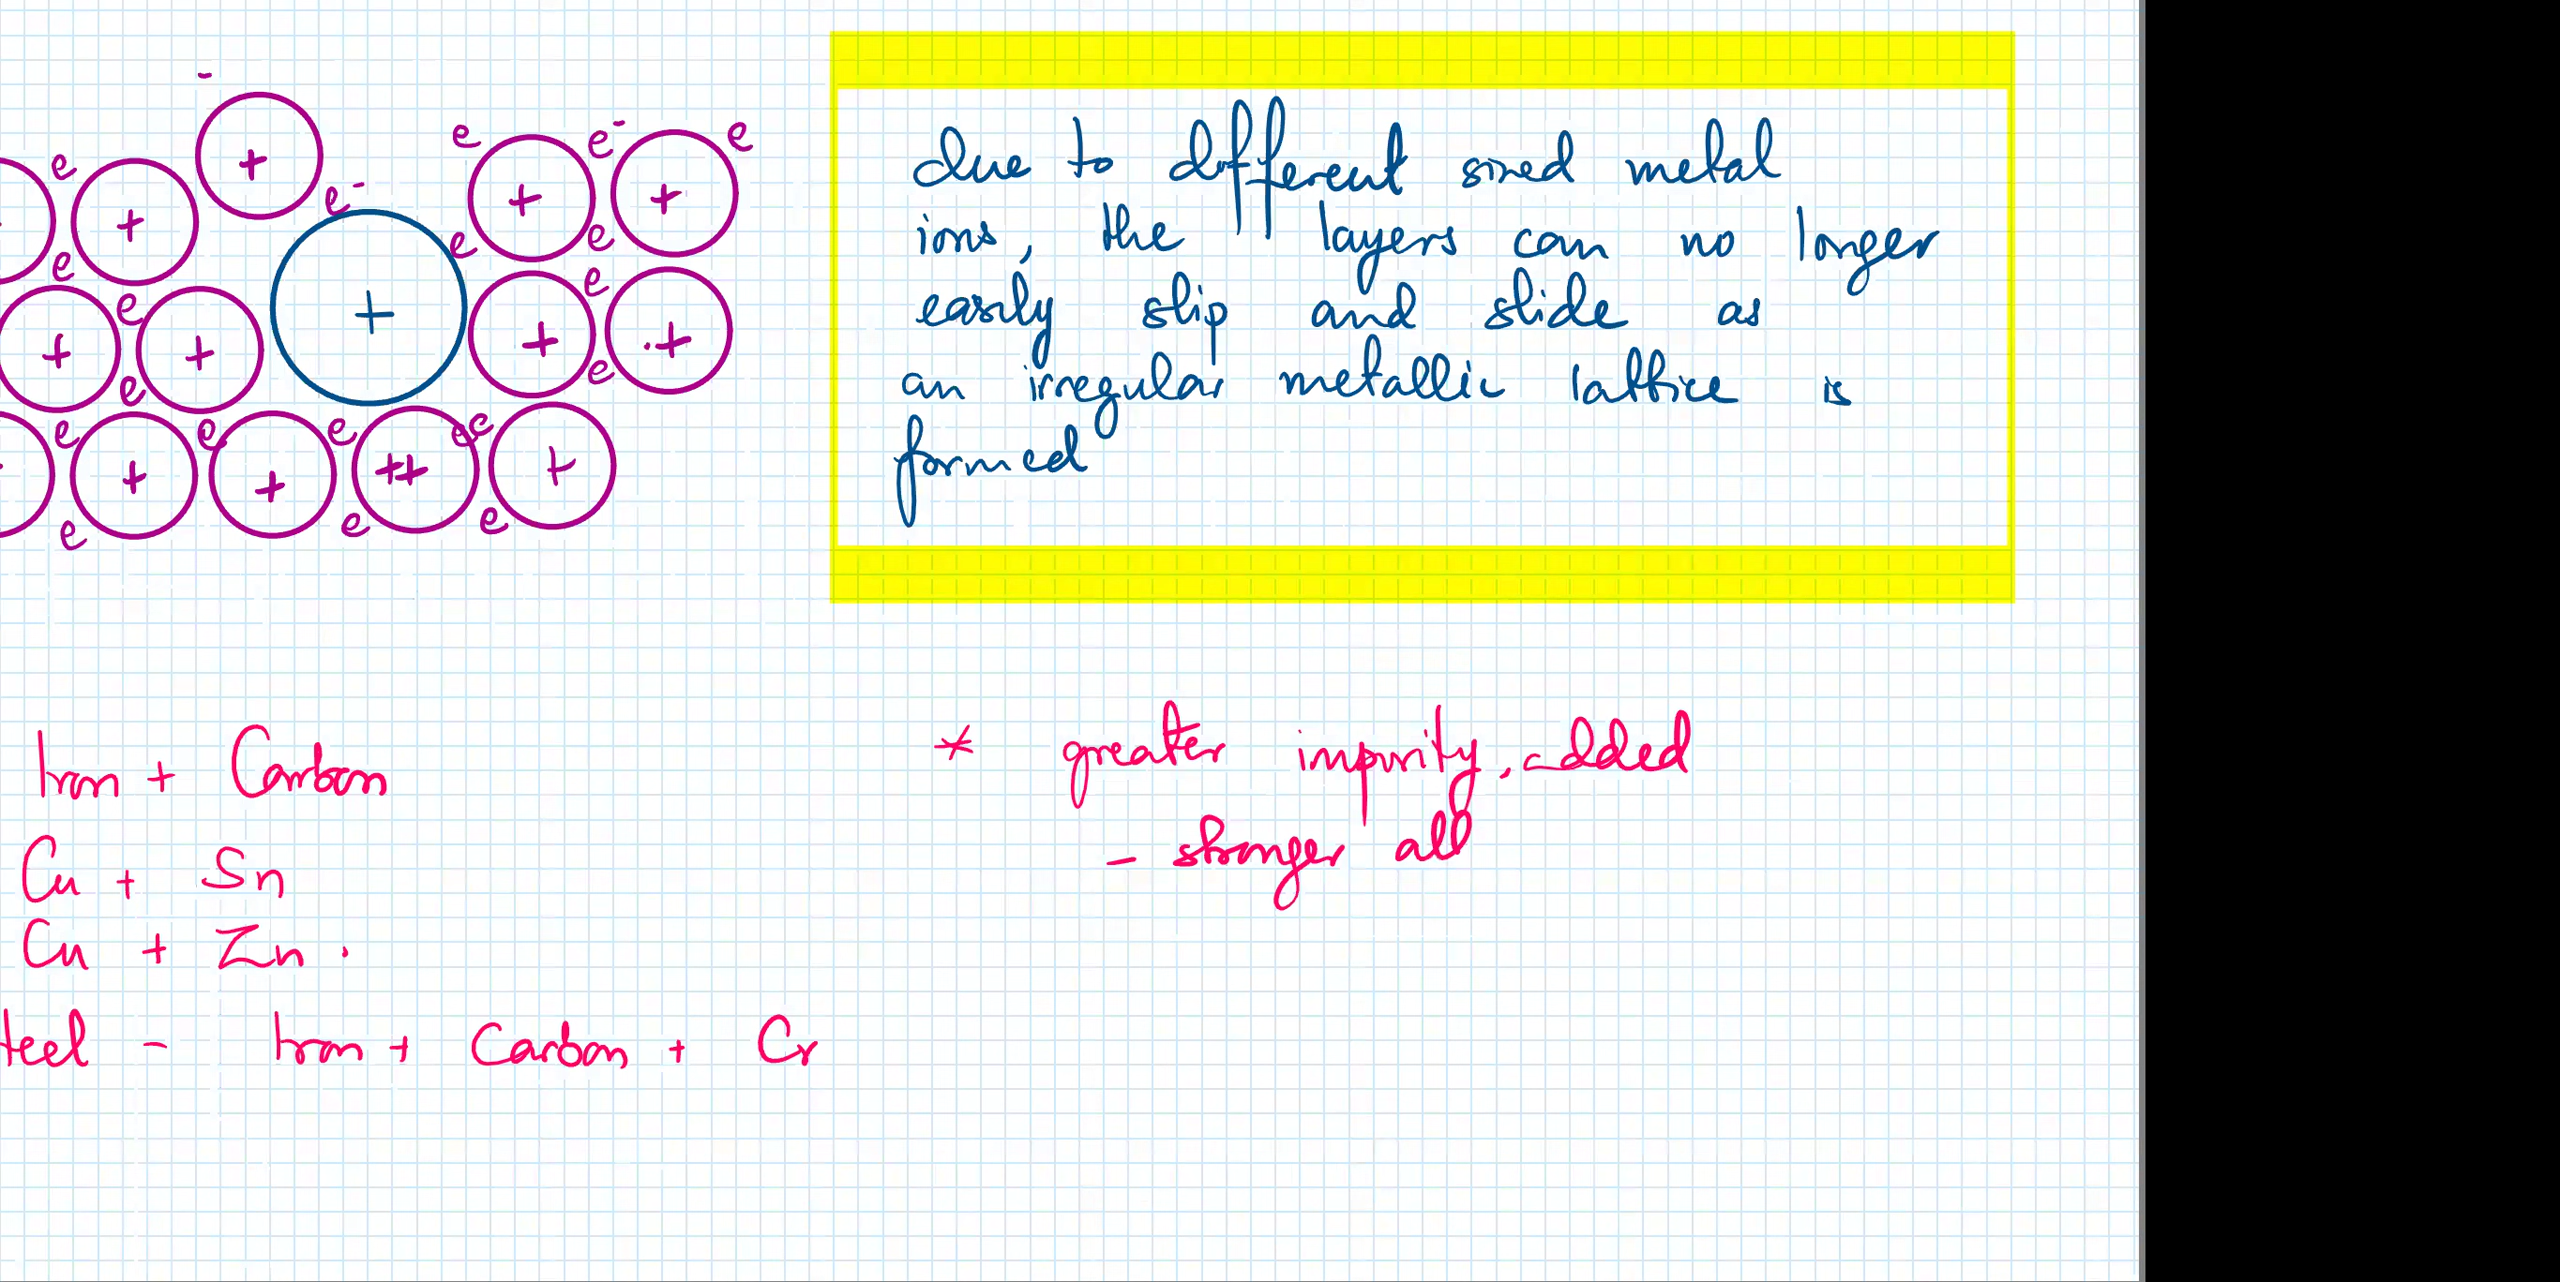 -
+ e e⁻ e
e + + +
e⁻
e e
e + e
e + + + .+
e e
e e e ec
+ + ++ +
e e e
due to different sized metal
ions, the layers can no longer
easily slip and slide as
an irregular metallic lattice is
formed
Iron + Carbon
Cu + Sn
Cu + Zn .
teel - Iron + Carbon + Cr
* greater impurity, added
- stronger all